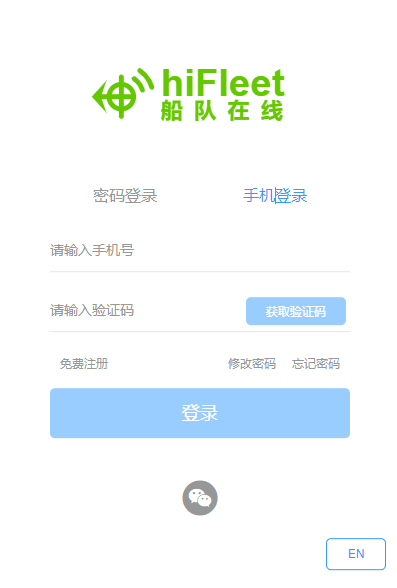 hiFleet
船队在线
密码登录 手机登录
请输入手机号
请输入验证码 获取验证码
免费注册 修改密码 忘记密码
登录
EN